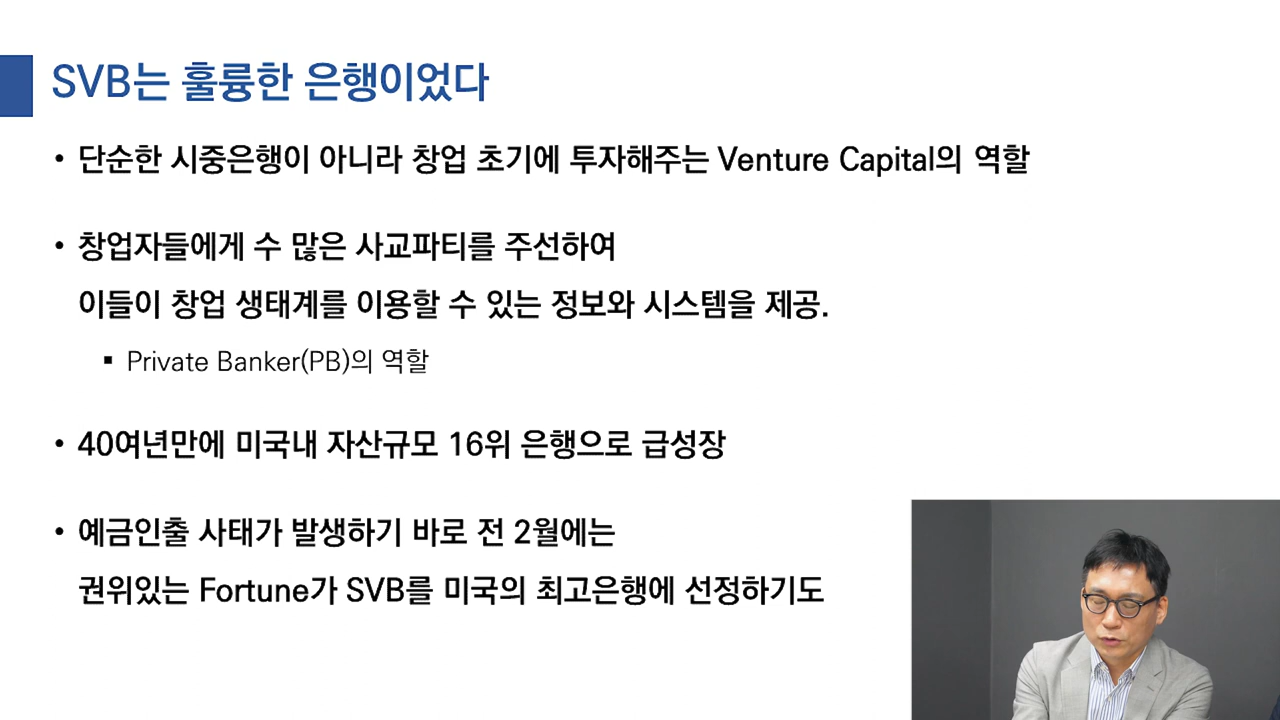 SVB는 훌륭한 은행이었다
• 단순한 시중은행이 아니라 창업 초기에 투자해주는 Venture Capital의 역할
• 창업자들에게 수 많은 사교파티를 주선하여
이들이 창업 생태계를 이용할 수 있는 정보와 시스템을 제공.
▪ Private Banker(PB)의 역할
• 40여년만에 미국내 자산규모 16위 은행으로 급성장
• 예금인출 사태가 발생하기 바로 전 2월에는
권위있는 Fortune가 SVB를 미국의 최고은행에 선정하기도